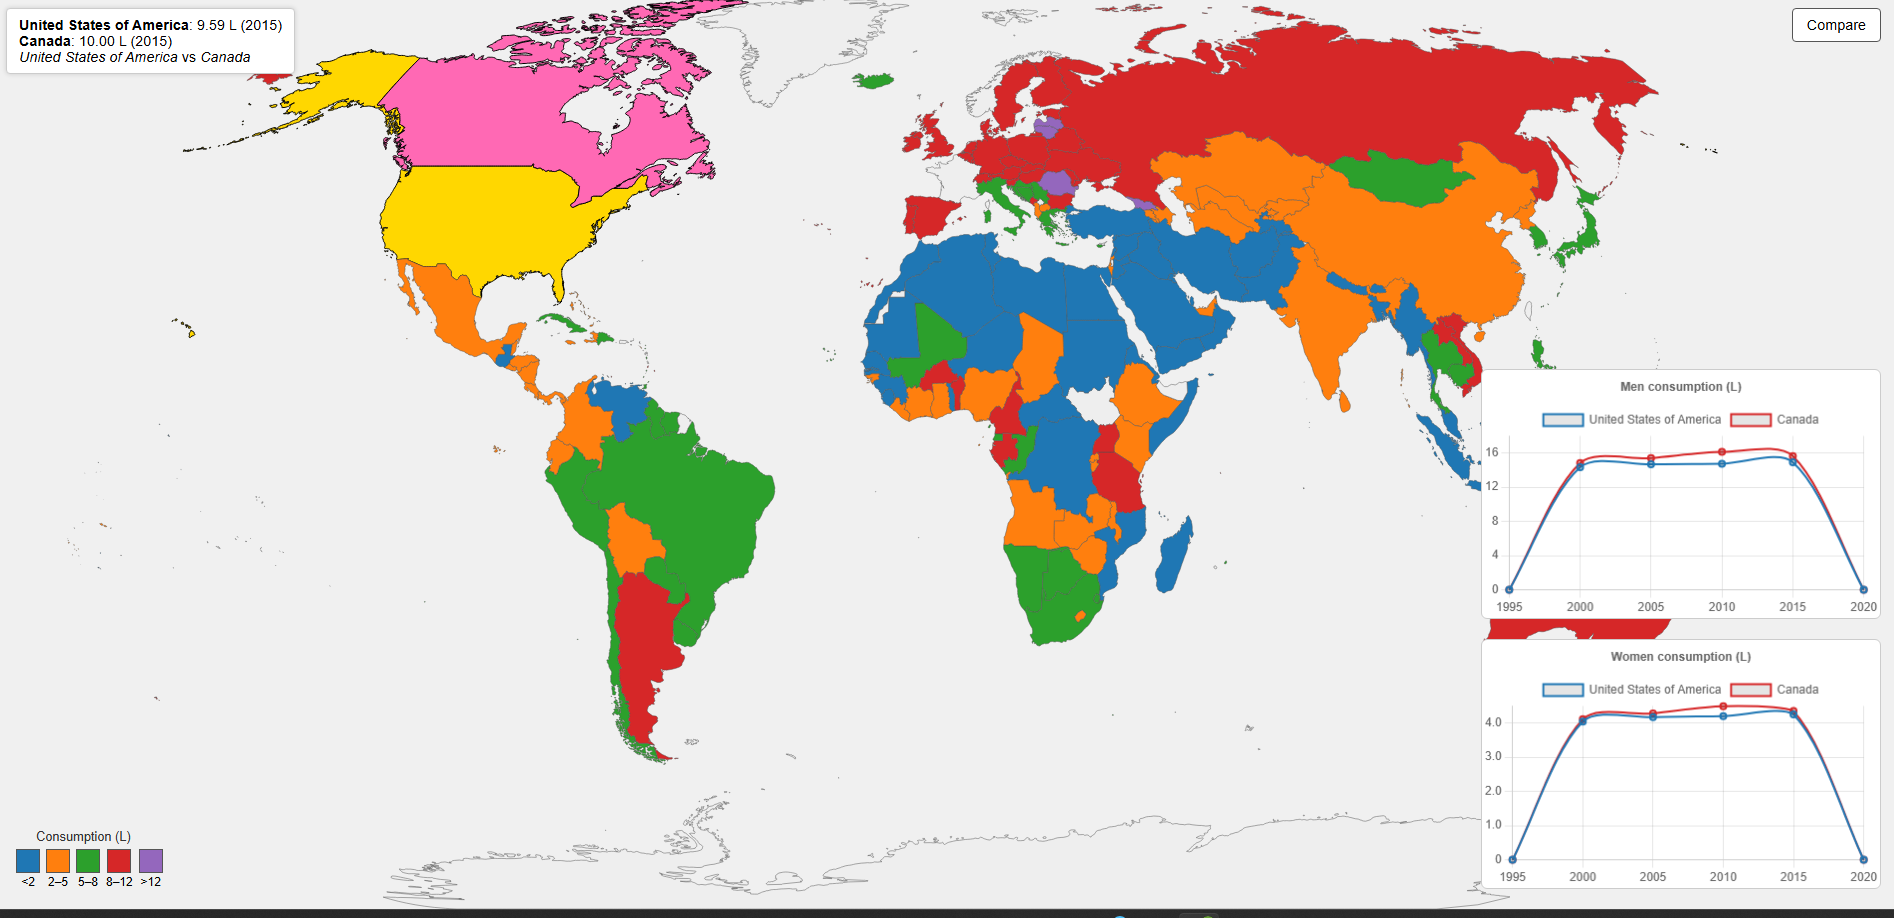 United States of America: 9.59 L (2015)
Canada: 10.00 L (2015)
United States of America vs Canada
Compare
Men consumption (L)
United States of America Canada
16
12
8
4
0
1995 2000 2005 2010 2015 2020
Women consumption (L)
United States of America Canada
4.0
3.0
2.0
1.0
0
1995 2000 2005 2010 2015 2020
Consumption (L)
<2 2–5 5–8 8–12 >12